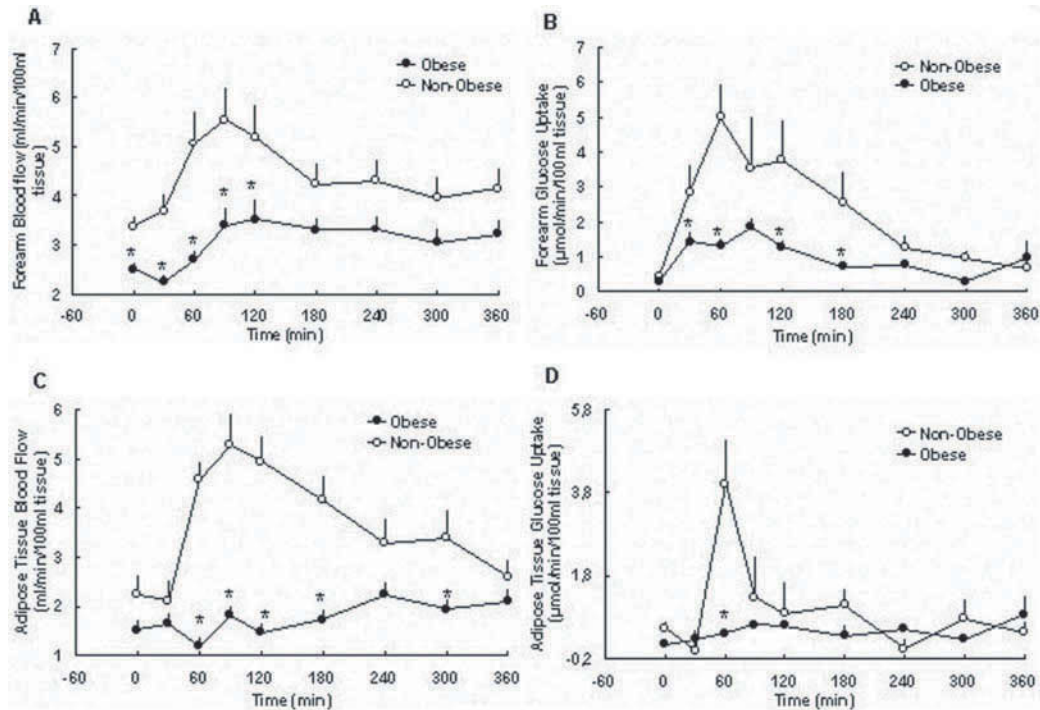 A
Forearm Blood flow (ml/min/100ml
tissue)
7
6
5
4
3
2
Obese
Non-Obese
*
*
*
*
*
-60
0
60
120
180
240
300
360
Time (min)
B
Forearm Glucose Uptake
(µmol/min/100ml tissue)
7
6
5
4
3
2
1
0
Non-Obese
Obese
*
*
*
*
-60
0
60
120
180
240
300
360
Time (min)
C
Adipose Tissue Blood Flow
(ml/min/100ml tissue)
6
5
4
3
2
1
Obese
Non-Obese
*
*
*
*
*
-60
0
60
120
180
240
300
360
Time (min)
D
Adipose Tissue Glucose Uptake
(µmol/min/100ml tissue)
5,8
3,8
1,8
-0,2
Non-Obese
Obese
*
-60
0
60
120
180
240
300
360
Time (min)